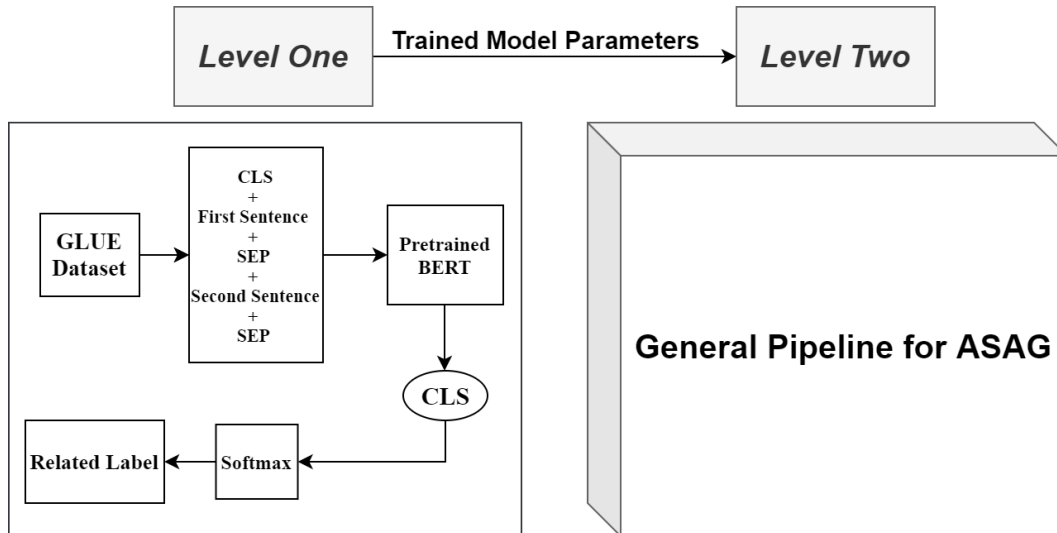 Level One
Trained Model Parameters
Level Two
GLUE
Dataset
CLS
+
First Sentence
+
SEP
+
Second Sentence
+
SEP
Pretrained
BERT
CLS
Softmax
Related Label
General Pipeline for ASAG